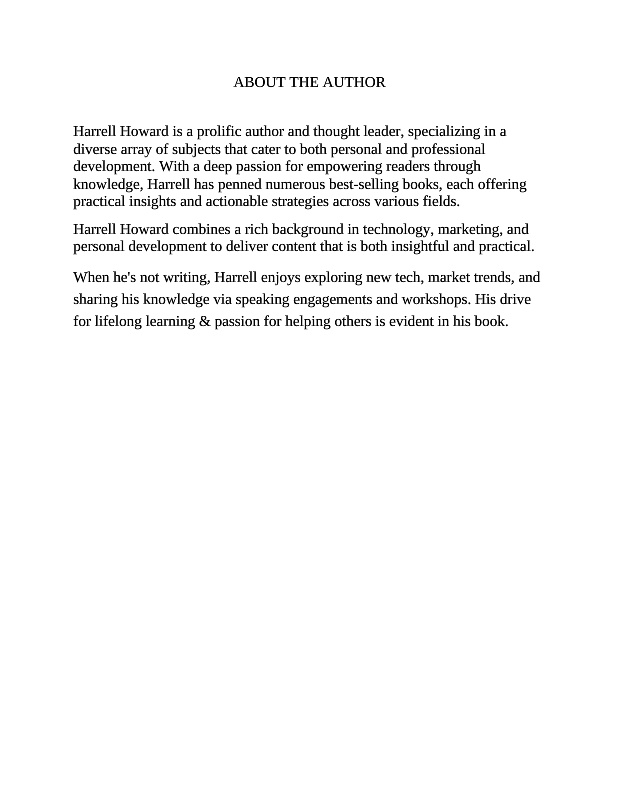 ABOUT THE AUTHOR
Harrell Howard is a prolific author and thought leader, specializing in a
diverse array of subjects that cater to both personal and professional
development. With a deep passion for empowering readers through
knowledge, Harrell has penned numerous best-selling books, each offering
practical insights and actionable strategies across various fields.
Harrell Howard combines a rich background in technology, marketing, and
personal development to deliver content that is both insightful and practical.
When he's not writing, Harrell enjoys exploring new tech, market trends, and
sharing his knowledge via speaking engagements and workshops. His drive
for lifelong learning & passion for helping others is evident in his book.